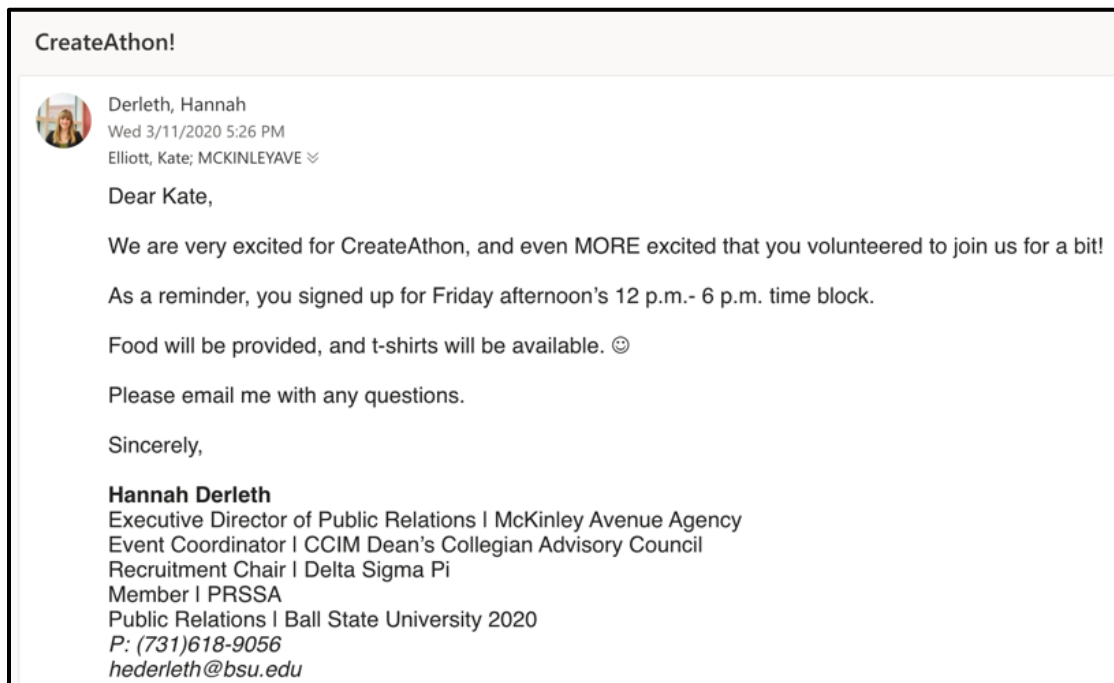 CreateAthon!
Derleth, Hannah
Wed 3/11/2020 5:26 PM
Elliott, Kate; MCKINLEYAVE
Dear Kate,
We are very excited for CreateAthon, and even MORE excited that you volunteered to join us for a bit!
As a reminder, you signed up for Friday afternoon’s 12 p.m.- 6 p.m. time block.
Food will be provided, and t-shirts will be available. ☺
Please email me with any questions.
Sincerely,
Hannah Derleth
Executive Director of Public Relations | McKinley Avenue Agency
Event Coordinator | CCIM Dean’s Collegian Advisory Council
Recruitment Chair | Delta Sigma Pi
Member | PRSSA
Public Relations | Ball State University 2020
P: (731)618-9056
hederleth@bsu.edu